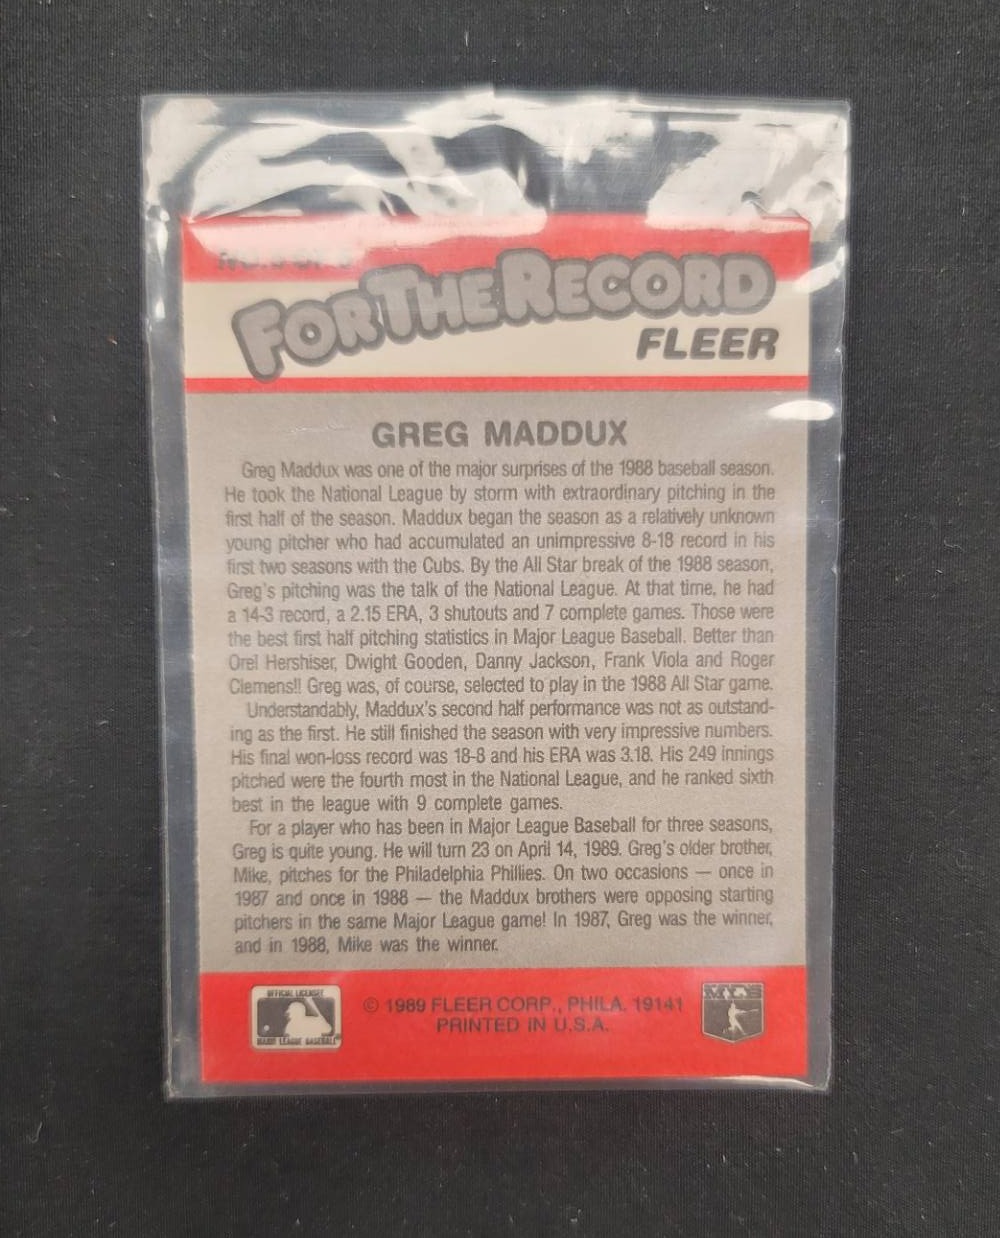 FOR THE RECORD
FLEER
GREG MADDUX
Greg Maddux was one of the major surprises of the 1988 baseball season.
He took the National League by storm with extraordinary pitching in the
first half of the season. Maddux began the season as a relatively unknown
young pitcher who had accumulated an unimpressive 8-18 record in his
first two seasons with the Cubs. By the All Star break of the 1988 season,
Greg's pitching was the talk of the National League. At that time, he had
a 14-3 record, a 2.15 ERA, 3 shutouts and 7 complete games. Those were
the best first half pitching statistics in Major League Baseball. Better than
Orel Hershiser, Dwight Gooden, Danny Jackson, Frank Viola and Roger
Clemens!! Greg was, of course, selected to play in the 1988 All Star game.
Understandably, Maddux's second half performance was not as outstand-
ing as the first. He still finished the season with very impressive numbers.
His final won-loss record was 18-8 and his ERA was 3.18. His 249 innings
pitched were the fourth most in the National League, and he ranked sixth
best in the league with 9 complete games.
For a player who has been in Major League Baseball for three seasons,
Greg is quite young. He will turn 23 on April 14, 1989. Greg's older brother,
Mike, pitches for the Philadelphia Phillies. On two occasions — once in
1987 and once in 1988 — the Maddux brothers were opposing starting
pitchers in the same Major League game! In 1987, Greg was the winner,
and in 1988, Mike was the winner.
OFFICIAL LICENSEE
MAJOR LEAGUE BASEBALL
© 1989 FLEER CORP., PHILA. 19141
PRINTED IN U.S.A.